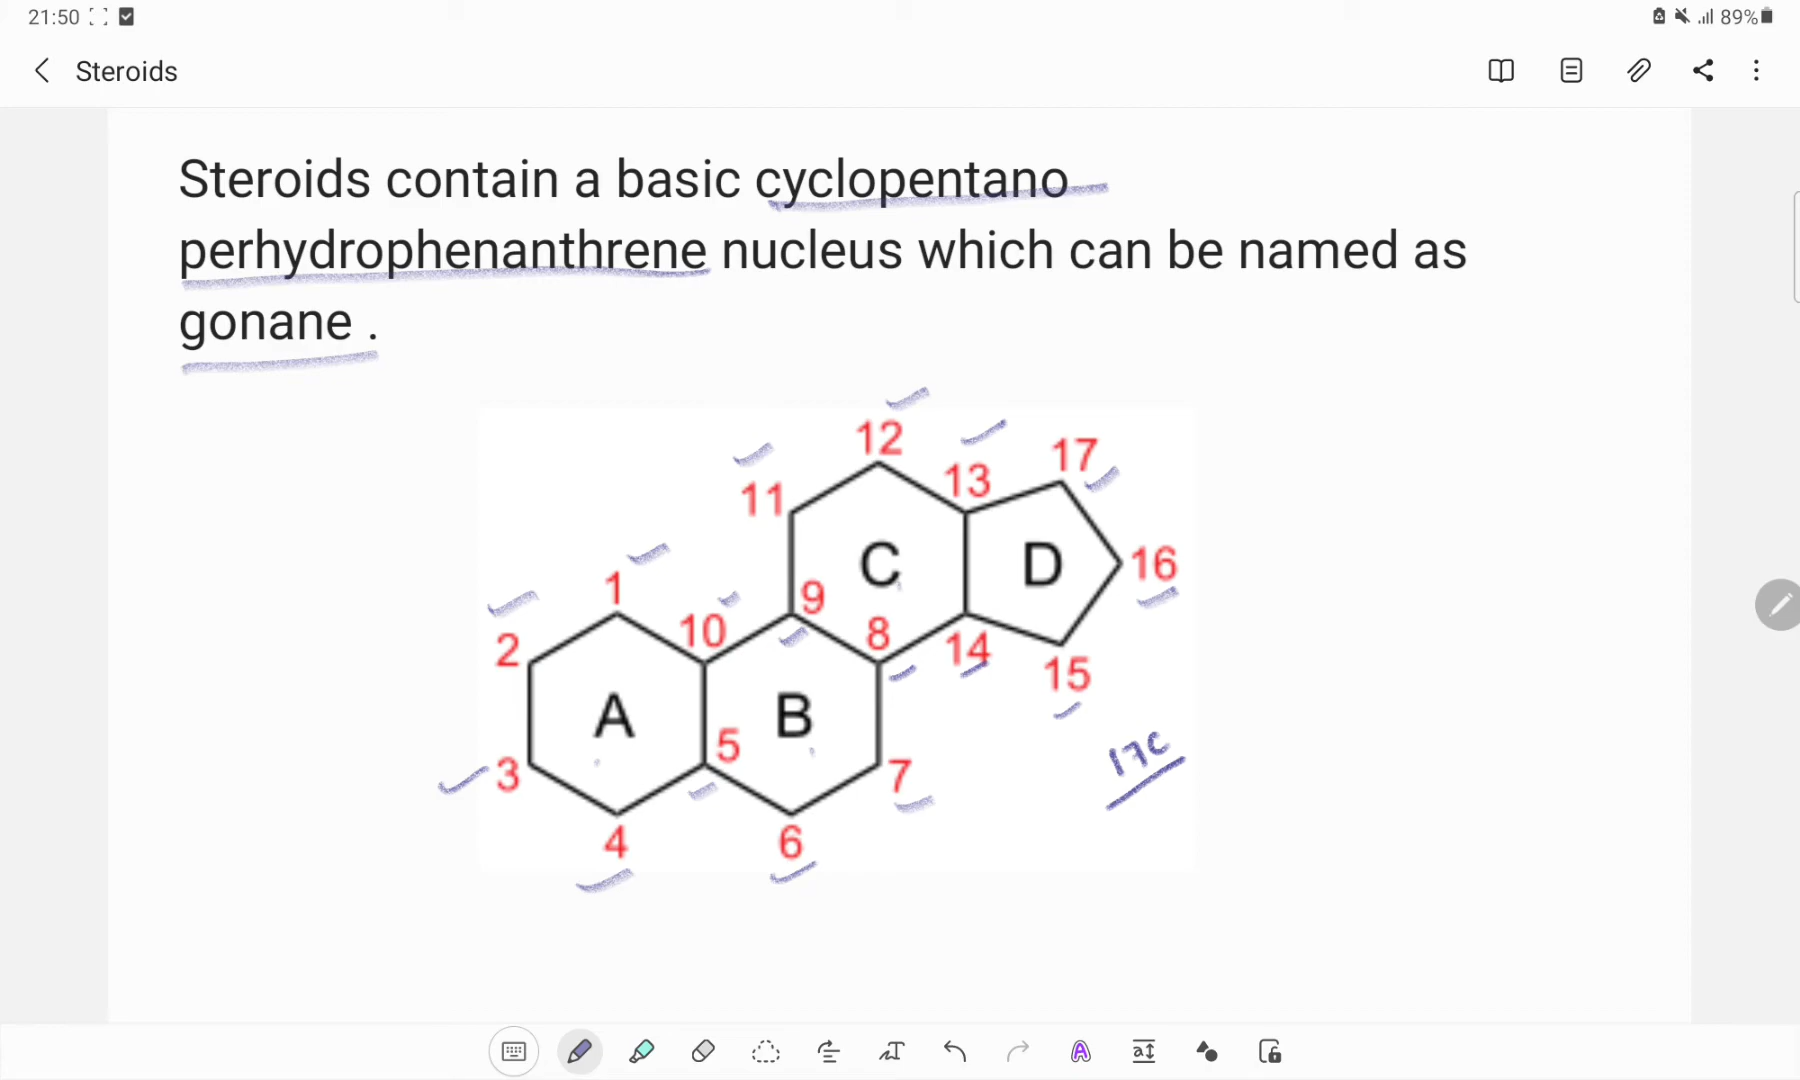 21:50
89%
Steroids
Steroids contain a basic cyclopentano
perhydrophenanthrene nucleus which can be named as
gonane .
12
17
13
11
C
D
16
1
9
10
8
2
14
15
A
B
5
17C
3
7
4
6